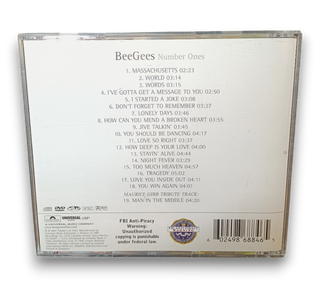 BeeGees Number Ones
1. MASSACHUSETTS 02:23
2. WORLD 03:14
3. WORDS 03:15
4. I'VE GOTTA GET A MESSAGE TO YOU 02:50
5. I STARTED A JOKE 03:08
6. DON'T FORGET TO REMEMBER 03:37
7. LONELY DAYS 03:46
8. HOW CAN YOU MEND A BROKEN HEART 03:55
9. JIVE TALKIN' 03:45
10. YOU SHOULD BE DANCING 04:17
11. LOVE SO RIGHT 03:37
12. HOW DEEP IS YOUR LOVE 04:00
13. STAYIN' ALIVE 04:44
14. NIGHT FEVER 03:29
15. TOO MUCH HEAVEN 04:57
16. TRAGEDY 05:02
17. LOVE YOU INSIDE OUT 04:11
18. YOU WIN AGAIN 04:01
MAURICE GIBB TRIBUTE TRACK:
19. MAN IN THE MIDDLE 04:20
UNIVERSAL
FBI Anti-Piracy
Warning:
Unauthorized
copying is punishable
under federal law.
6 02498 68846 5